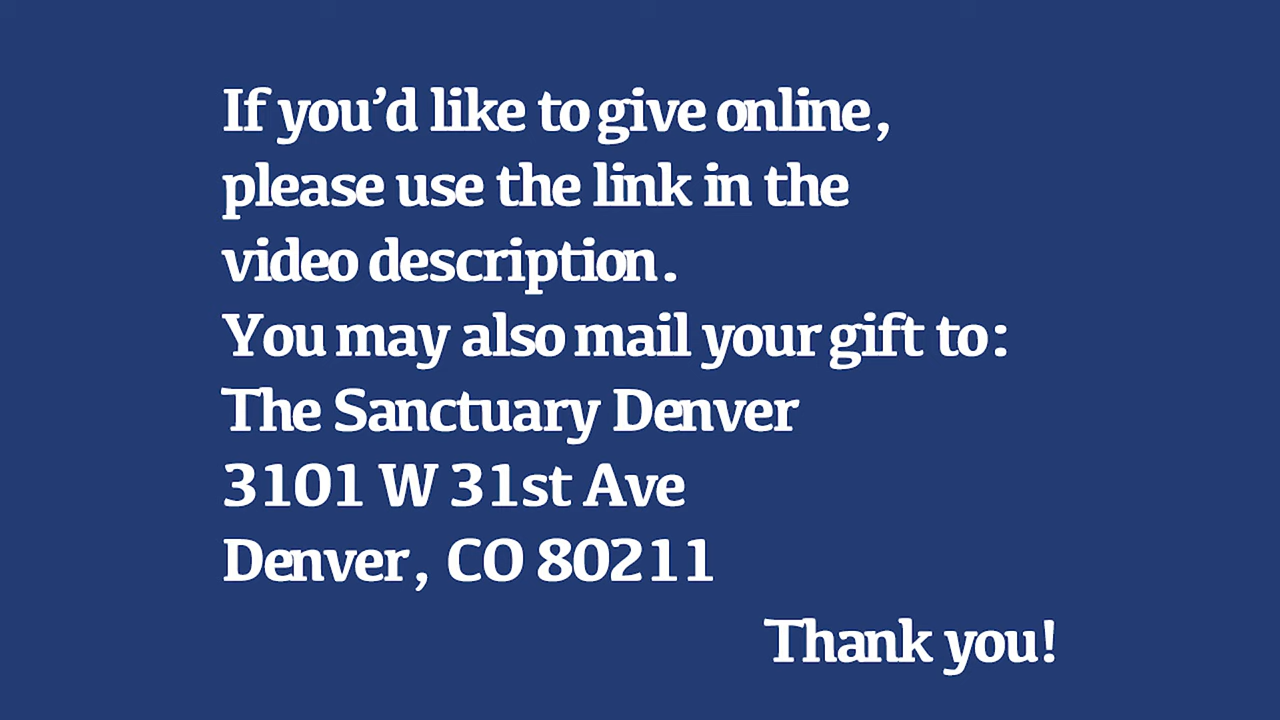 If you’d like to give online,
please use the link in the
video description.
You may also mail your gift to:
The Sanctuary Denver
3101 W 31st Ave
Denver, CO 80211
Thank you!